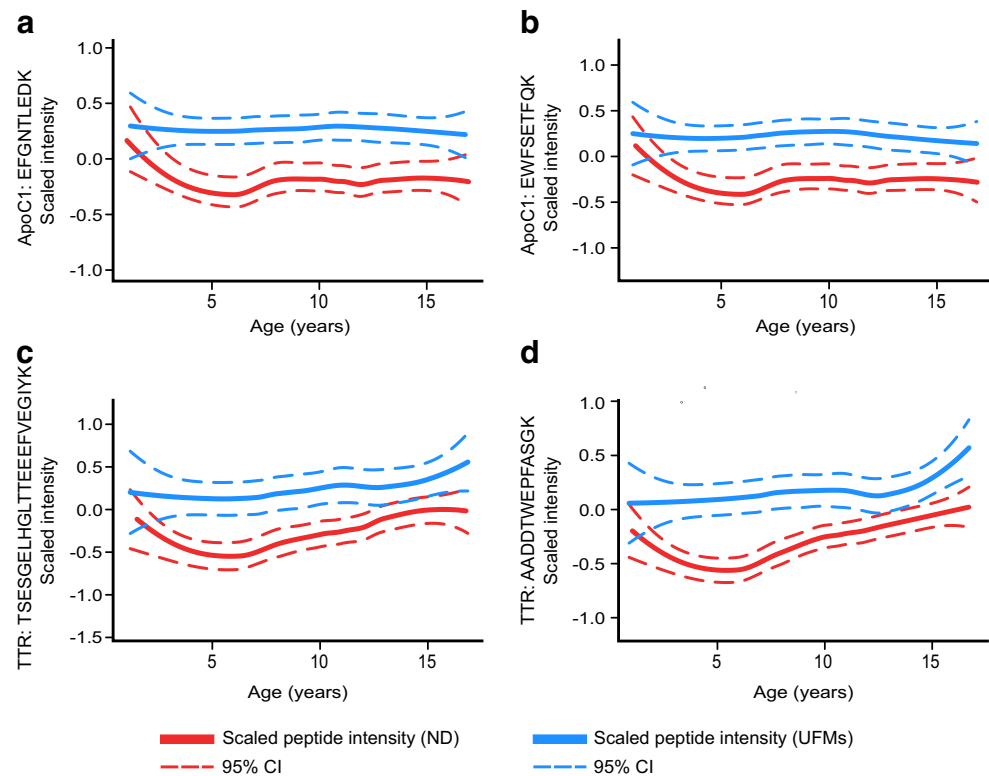 a
ApoC1: EFGNTLEDK
Scaled intensity
1.0
0.5
0.0
-0.5
-1.0
5
10
15
Age (years)
b
ApoC1: EWFSETFQK
Scaled intensity
1.0
0.5
0.0
-0.5
-1.0
5
10
15
Age (years)
c
TTR: TSESGELHGLTTEEEFVEGIYKC
Scaled intensity
1.0
0.5
0.0
-0.5
-1.0
-1.5
5
10
15
Age (years)
d
TTR: AADDTWEPFASGK
Scaled intensity
1.0
0.5
0.0
-0.5
-1.0
5
10
15
Age (years)
Scaled peptide intensity (ND)
95% CI
Scaled peptide intensity (UFMs)
95% CI